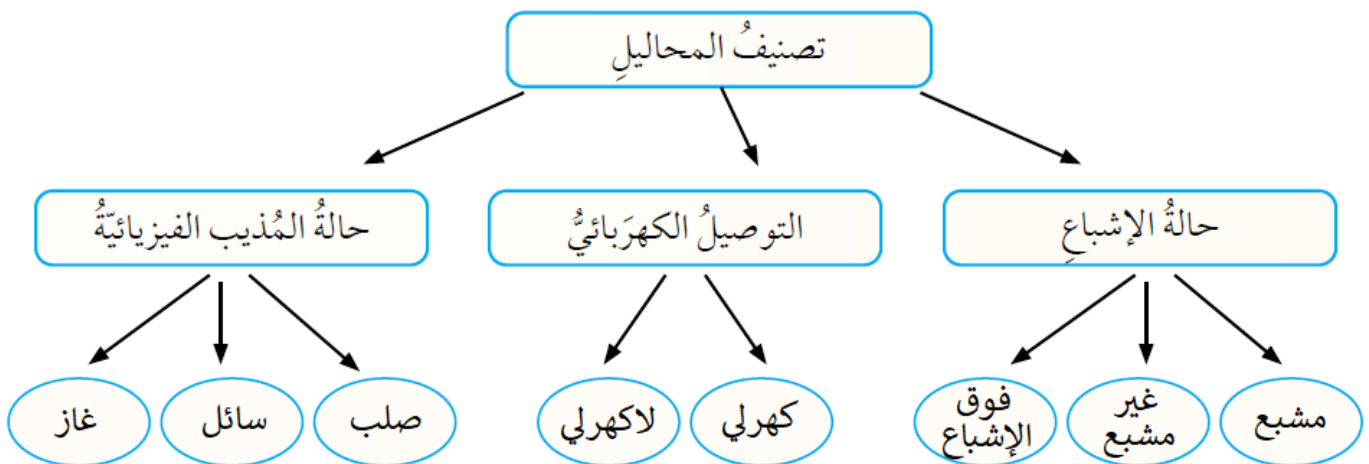 تصنيفُ المحاليلِ
حالةُ الإشباعِ
التوصيلُ الكهرَبائيُّ
حالةُ المُذيب الفيزيائيّةُ
مشبع
غير
مشبع
فوق
الإشباع
كهرلي
لاكهرلي
صلب
سائل
غاز